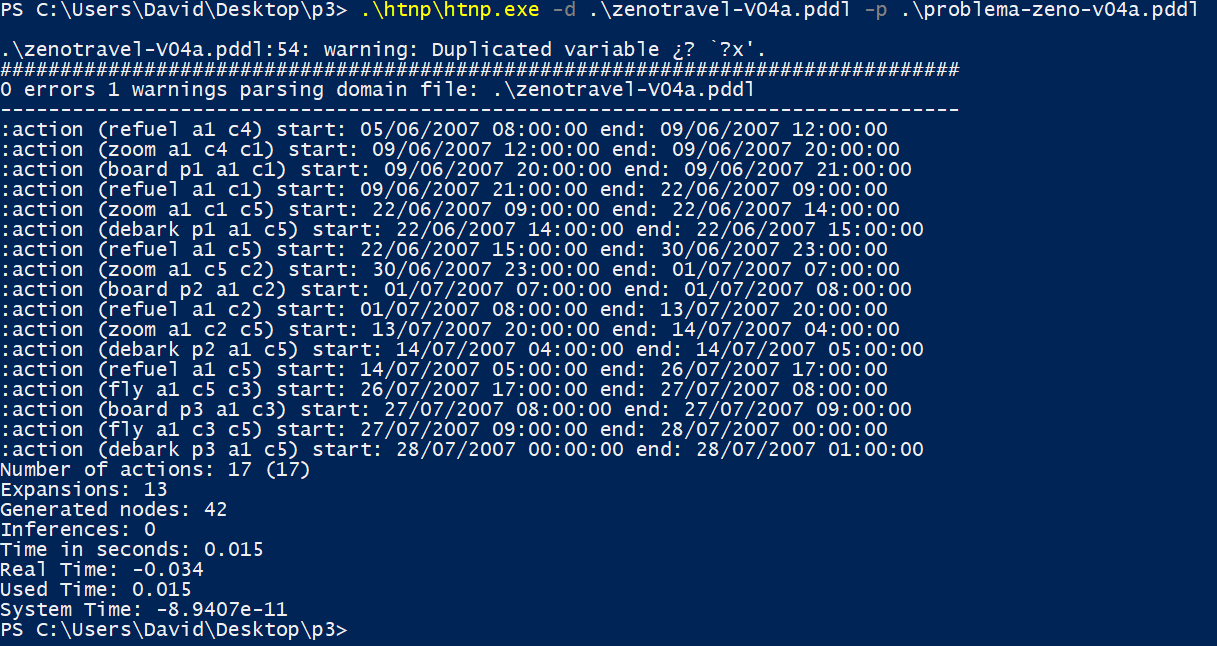 PS C:\Users\David\Desktop\p3> .\htnp\htnp.exe -d .\zenotravel-V04a.pddl -p .\problema-zeno-v04a.pddl
.\zenotravel-V04a.pddl:54: warning: Duplicated variable ¿? `?x'.
################################################################################
0 errors 1 warnings parsing domain file: .\zenotravel-V04a.pddl
--------------------------------------------------------------------------------
:action (refuel a1 c4) start: 05/06/2007 08:00:00 end: 09/06/2007 12:00:00
:action (zoom a1 c4 c1) start: 09/06/2007 12:00:00 end: 09/06/2007 20:00:00
:action (board p1 a1 c1) start: 09/06/2007 20:00:00 end: 09/06/2007 21:00:00
:action (refuel a1 c1) start: 09/06/2007 21:00:00 end: 22/06/2007 09:00:00
:action (zoom a1 c1 c5) start: 22/06/2007 09:00:00 end: 22/06/2007 14:00:00
:action (debark p1 a1 c5) start: 22/06/2007 14:00:00 end: 22/06/2007 15:00:00
:action (refuel a1 c5) start: 22/06/2007 15:00:00 end: 30/06/2007 23:00:00
:action (zoom a1 c5 c2) start: 30/06/2007 23:00:00 end: 01/07/2007 07:00:00
:action (board p2 a1 c2) start: 01/07/2007 07:00:00 end: 01/07/2007 08:00:00
:action (refuel a1 c2) start: 01/07/2007 08:00:00 end: 13/07/2007 20:00:00
:action (zoom a1 c2 c5) start: 13/07/2007 20:00:00 end: 14/07/2007 04:00:00
:action (debark p2 a1 c5) start: 14/07/2007 04:00:00 end: 14/07/2007 05:00:00
:action (refuel a1 c5) start: 14/07/2007 05:00:00 end: 26/07/2007 17:00:00
:action (fly a1 c5 c3) start: 26/07/2007 17:00:00 end: 27/07/2007 08:00:00
:action (board p3 a1 c3) start: 27/07/2007 08:00:00 end: 27/07/2007 09:00:00
:action (fly a1 c3 c5) start: 27/07/2007 09:00:00 end: 28/07/2007 00:00:00
:action (debark p3 a1 c5) start: 28/07/2007 00:00:00 end: 28/07/2007 01:00:00
Number of actions: 17 (17)
Expansions: 13
Generated nodes: 42
Inferences: 0
Time in seconds: 0.015
Real Time: -0.034
Used Time: 0.015
System Time: -8.9407e-11
PS C:\Users\David\Desktop\p3>